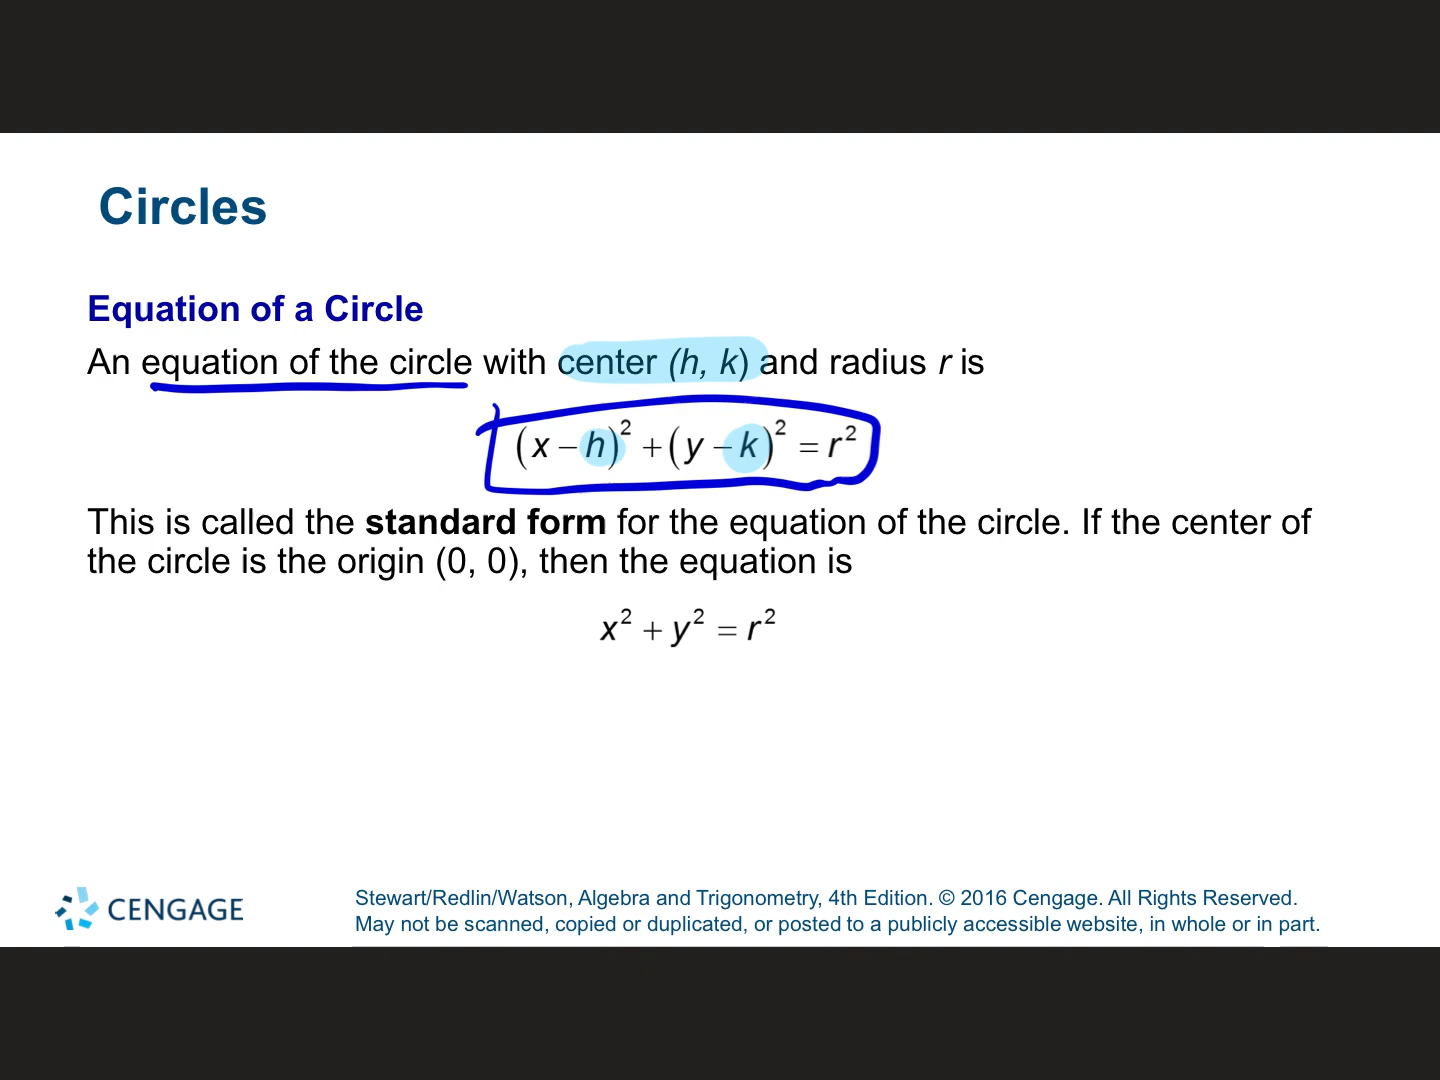 Circles
Equation of a Circle
An equation of the circle with center (h, k) and radius r is
(x − h)² + (y − k)² = r²
This is called the standard form for the equation of the circle. If the center of
the circle is the origin (0, 0), then the equation is
x² + y² = r²
CENGAGE
Stewart/Redlin/Watson, Algebra and Trigonometry, 4th Edition. © 2016 Cengage. All Rights Reserved.
May not be scanned, copied or duplicated, or posted to a publicly accessible website, in whole or in part.